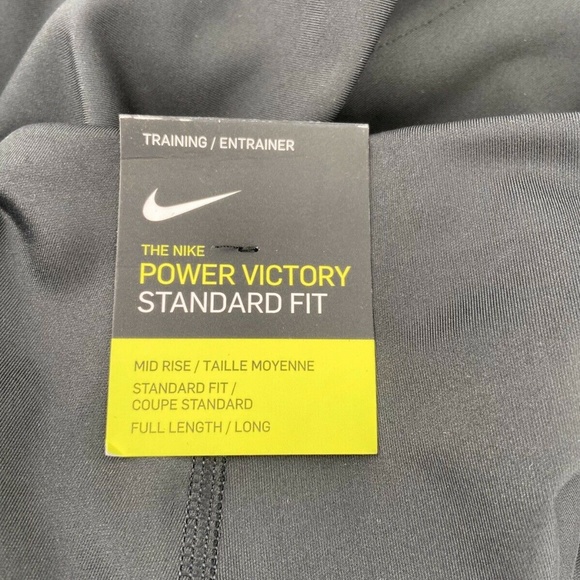 TRAINING / ENTRAINER
THE NIKE
POWER VICTORY
STANDARD FIT
MID RISE / TAILLE MOYENNE
STANDARD FIT /
COUPE STANDARD
FULL LENGTH / LONG